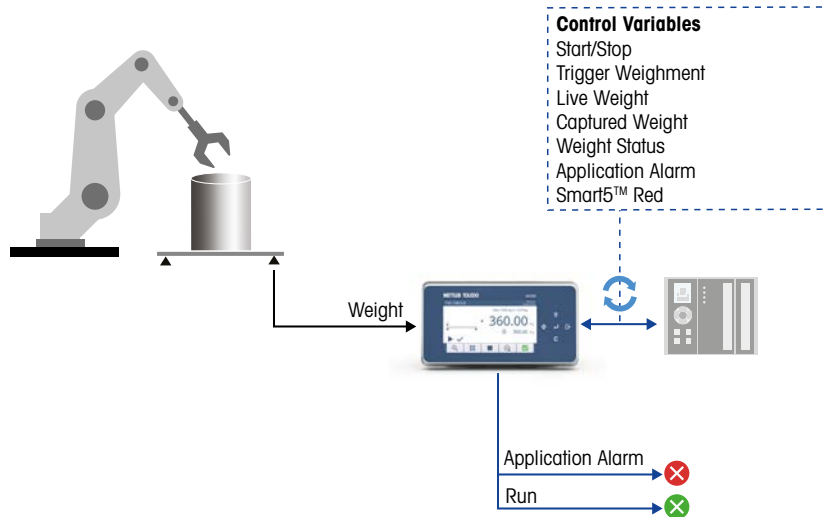 Control Variables
Start/Stop
Trigger Weighment
Live Weight
Captured Weight
Weight Status
Application Alarm
Smart5™ Red
Weight
METTLER TOLEDO
360.00
Application Alarm
Run